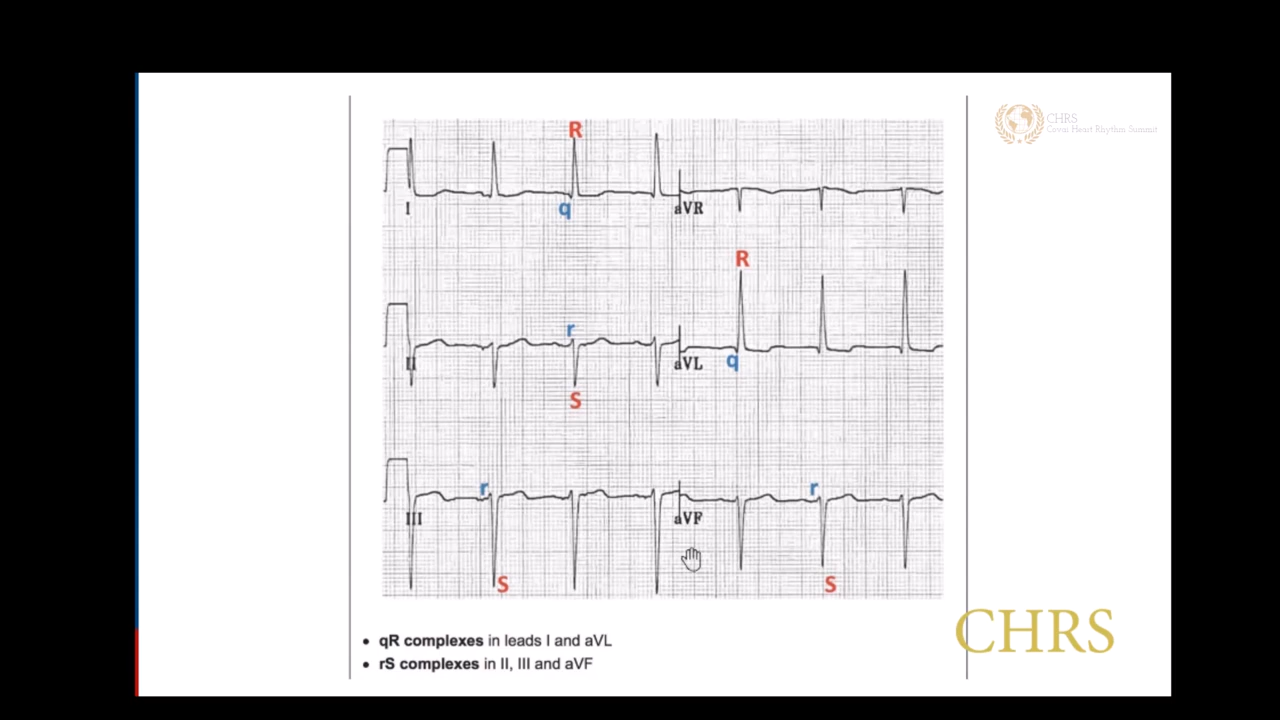 CHRS
Cavai Heart Rhythm Summit
R
I
q
aVR
R
r
II
aVL
q
S
r
r
III
aVF
S
S
CHRS
• qR complexes in leads I and aVL
• rS complexes in II, III and aVF